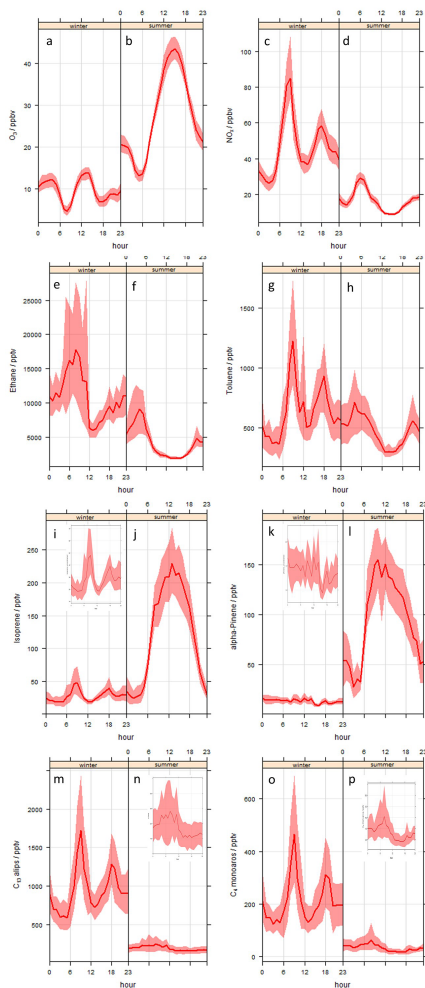 0 6 12 18 23
0 6 12 18 23
winter summer
winter summer
a b
c d
40
30
20
10
O3 / ppbv
100
80
60
40
20
NO2 / ppbv
0 6 12 18 23
0 6 12 18 23
hour
hour
0 6 12 18 23
0 6 12 18 23
winter summer
winter summer
e f
g h
25000
20000
15000
10000
5000
Ethane / pptv
1500
1000
500
Toluene / pptv
0 6 12 18 23
0 6 12 18 23
hour
hour
0 6 12 18 23
0 6 12 18 23
winter summer
winter summer
i j
k l
250
200
150
100
50
Isoprene / pptv
150
100
50
alpha-Pinene / pptv
0 6 12 18 23
0 6 12 18 23
hour
hour
0 6 12 18 23
0 6 12 18 23
winter summer
winter summer
m n
o p
2000
1500
1000
500
C13 alips / pptv
600
400
200
0
C4 monoaros / pptv
0 6 12 18 23
0 6 12 18 23
hour
hour